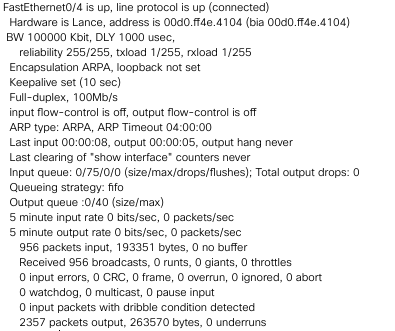 FastEthernet0/4 is up, line protocol is up (connected)
Hardware is Lance, address is 00d0.ff4e.4104 (bia 00d0.ff4e.4104)
BW 100000 Kbit, DLY 1000 usec,
reliability 255/255, txload 1/255, rxload 1/255
Encapsulation ARPA, loopback not set
Keepalive set (10 sec)
Full-duplex, 100Mb/s
input flow-control is off, output flow-control is off
ARP type: ARPA, ARP Timeout 04:00:00
Last input 00:00:08, output 00:00:05, output hang never
Last clearing of "show interface" counters never
Input queue: 0/75/0/0 (size/max/drops/flushes); Total output drops: 0
Queueing strategy: fifo
Output queue :0/40 (size/max)
5 minute input rate 0 bits/sec, 0 packets/sec
5 minute output rate 0 bits/sec, 0 packets/sec
956 packets input, 193351 bytes, 0 no buffer
Received 956 broadcasts, 0 runts, 0 giants, 0 throttles
0 input errors, 0 CRC, 0 frame, 0 overrun, 0 ignored, 0 abort
0 watchdog, 0 multicast, 0 pause input
0 input packets with dribble condition detected
2357 packets output, 263570 bytes, 0 underruns